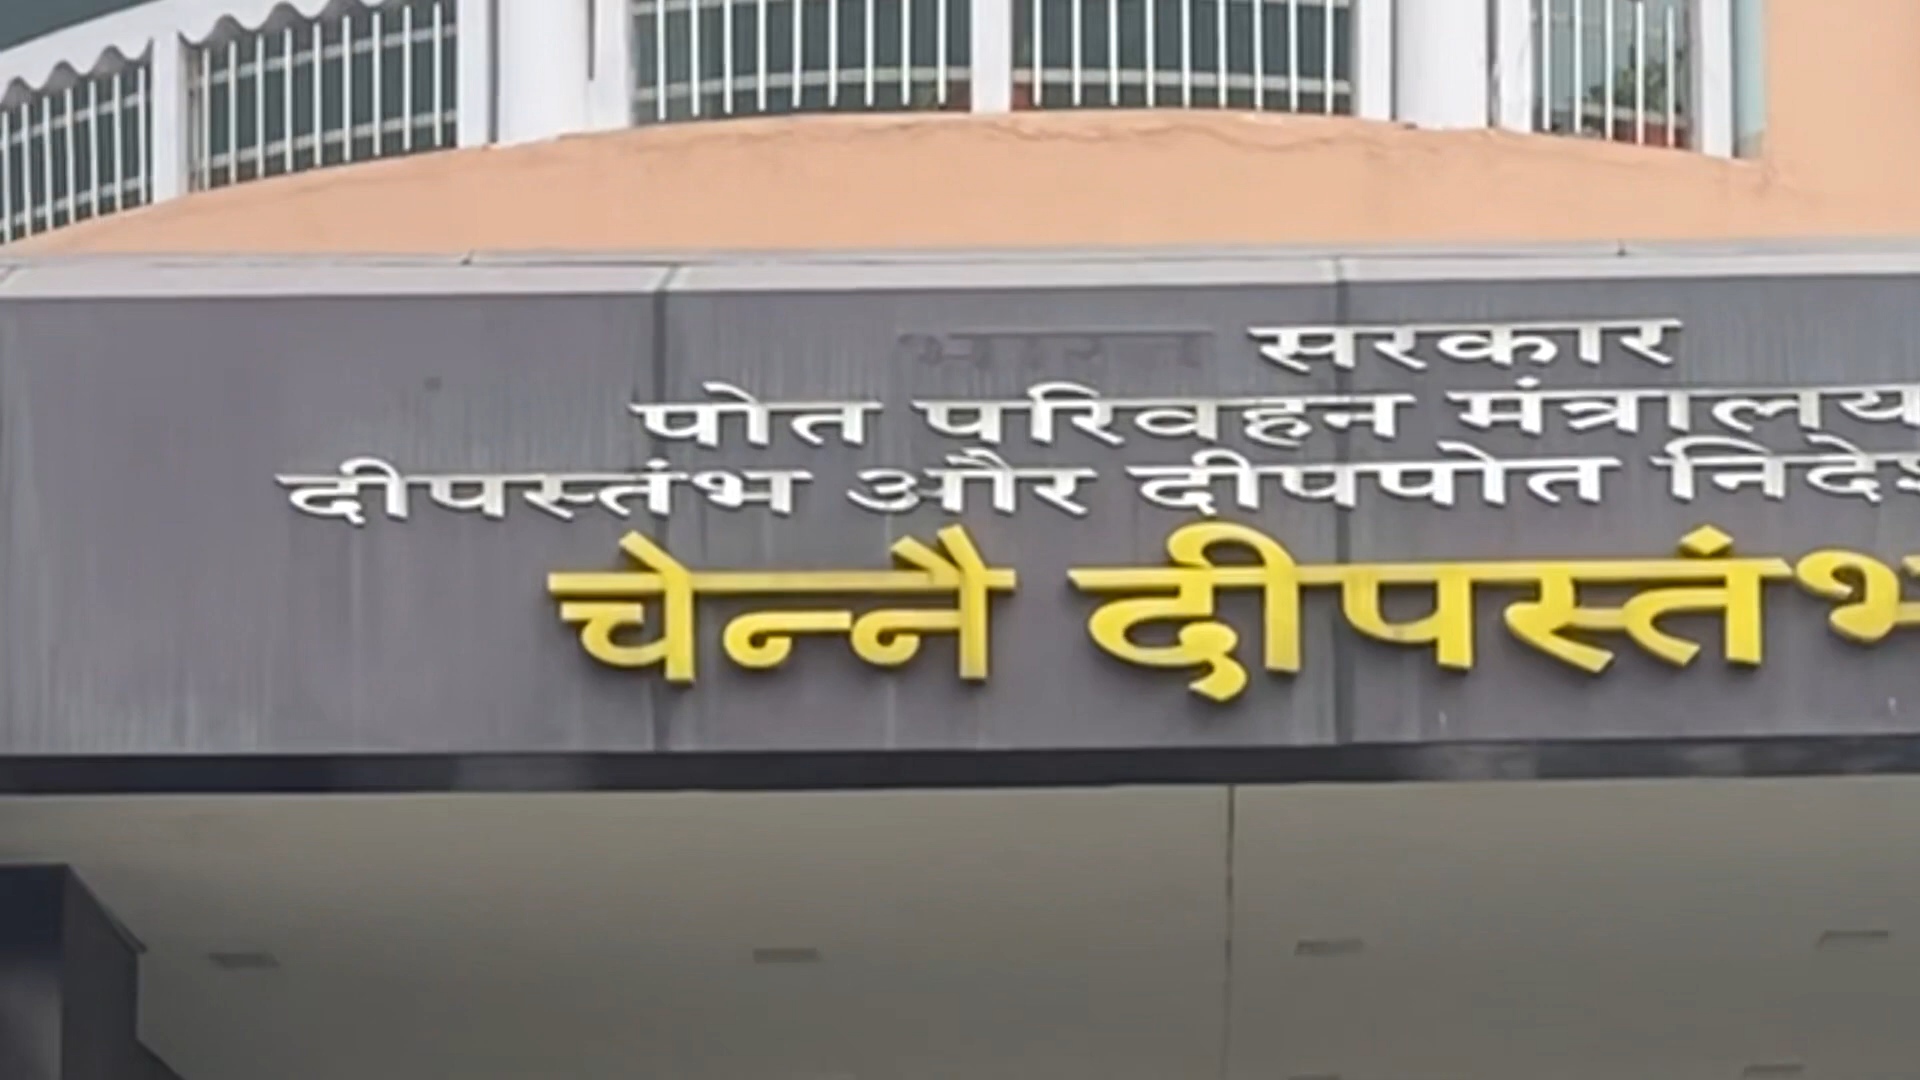 सरकार
पोत परिवहन मंत्रालय
दीपस्तंभ और दीपपोत
चेन्नै दीपस्तंभ